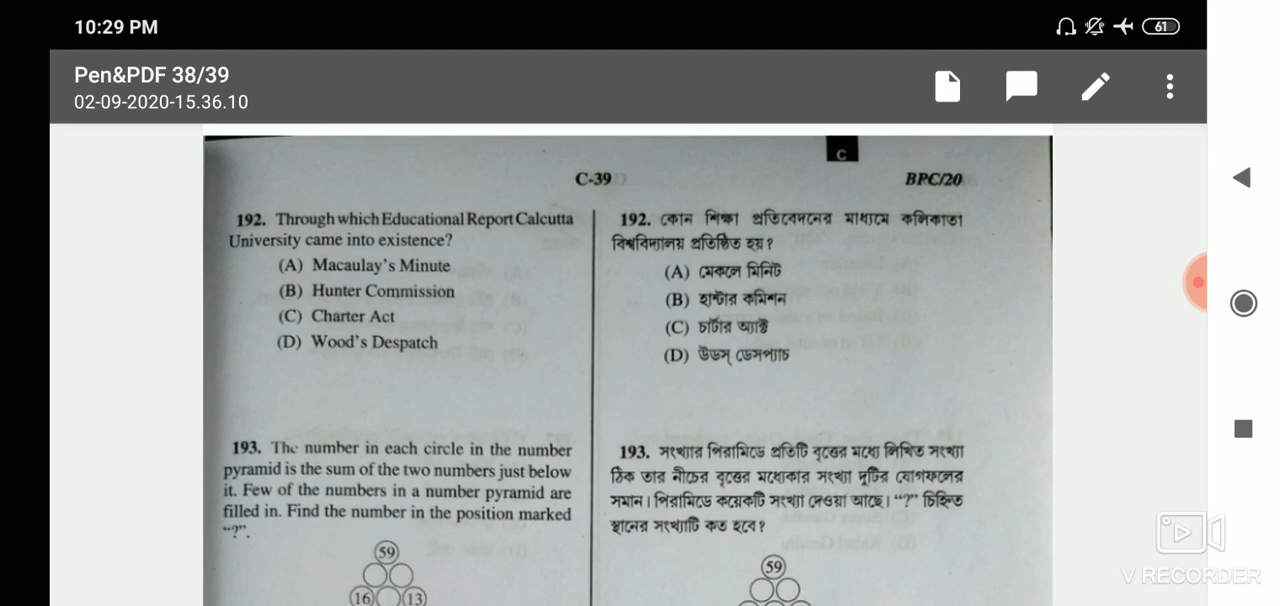 10:29 PM
61
Pen&PDF 38/39
02-09-2020-15.36.10
C
C-39
BPC/20
192. Through which Educational Report Calcutta
University came into existence?
(A) Macaulay's Minute
(B) Hunter Commission
(C) Charter Act
(D) Wood's Despatch
193. The number in each circle in the number
pyramid is the sum of the two numbers just below
it. Few of the numbers in a number pyramid are
filled in. Find the number in the position marked
“?”.
59
16 13
192. কোন শিক্ষা প্রতিবেদনের মাধ্যমে কলিকাতা
বিশ্ববিদ্যালয় প্রতিষ্ঠিত হয়?
(A) মেকলে মিনিট
(B) হান্টার কমিশন
(C) চার্টার অ্যাক্ট
(D) উডস্ ডেসপ্যাচ
193. সংখ্যার পিরামিডে প্রতিটি বৃত্তের মধ্যে লিখিত সংখ্যা
ঠিক তার নীচের বৃত্তের মধ্যেকার সংখ্যা দুটির যোগফলের
সমান। পিরামিডে কয়েকটি সংখ্যা দেওয়া আছে। “?” চিহ্নিত
স্থানের সংখ্যাটি কত হবে?
59
V RECORDER